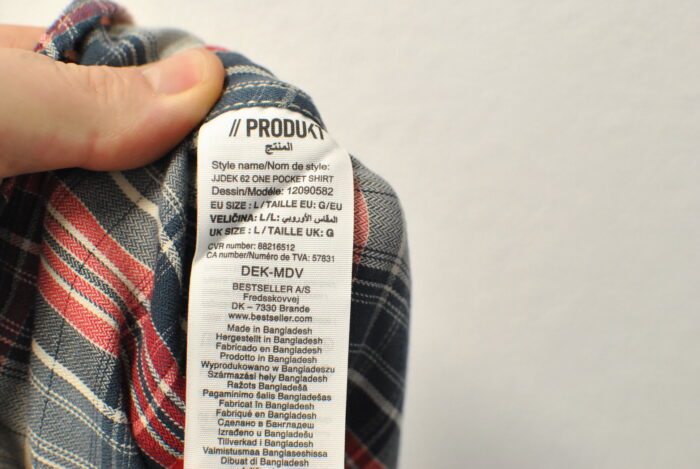 // PRODUKT
المنتج
Style name/Nom de style:
JJDEK 62 ONE POCKET SHIRT
Dessin/Modéle: 12090582
EU SIZE : L / TAILLE EU: G/EU
VELIČINA: L/L: المقاس الأوروبي
UK SIZE : L / TAILLE UK: G
CVR number: 88216512
CA number/Numéro de TVA: 57831
DEK-MDV
BESTSELLER A/S
Fredsskovvej
DK – 7330 Brande
www.bestseller.com
Made in Bangladesh
Hergestellt in Bangladesh
Fabricado en Bangladesh
Prodotto in Bangladesh
Wyprodukowano w Bangladeszu
Származási hely Bangladesh
Ražots Bangladešā
Pagaminimo šalis Bangladešas
Fabricat în Bangladesh
Fabriqué en Bangladesh
Сделано в Бангладеш
Izrađeno u Bangladešu
Tillverkad i Bangladesh
Valmistusmaa Bangladeshissa
Dibuat di Bangladesh